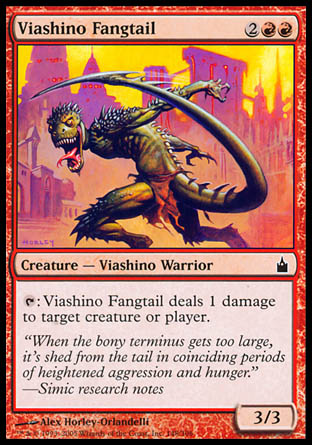 Viashino Fangtail
HORLEY
Creature — Viashino Warrior
: Viashino Fangtail deals 1 damage
to target creature or player.
“When the bony terminus gets too large,
it’s shed from the tail in coinciding periods
of heightened aggression and hunger.”
—Simic research notes
Alex Horley-Orlandelli
3/3